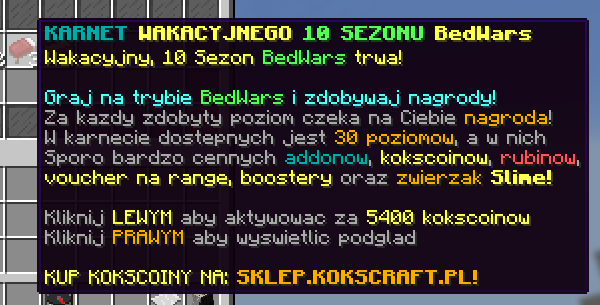 KARNET WAKACYJNEGO 10 SEZONU BedWars
Wakacyjny, 10 Sezon BedWars trwa!
Graj na trybie BedWars i zdobywaj nagrody!
Za kazdy zdobyty poziom czeka na Ciebie nagroda!
W karnecie dostepnych jest 30 poziomow, a w nich
Sporo bardzo cennych addonow, kokscoinow, rubinow,
voucher na range, boostery oraz zwierzak Slime!
Kliknij LEWYM aby aktywowac za 5400 kokscoinow
Kliknij PRAWYM aby wyswietlic podglad
KUP KOKSCOINY NA: SKLEP.KOKSCRAFT.PL!